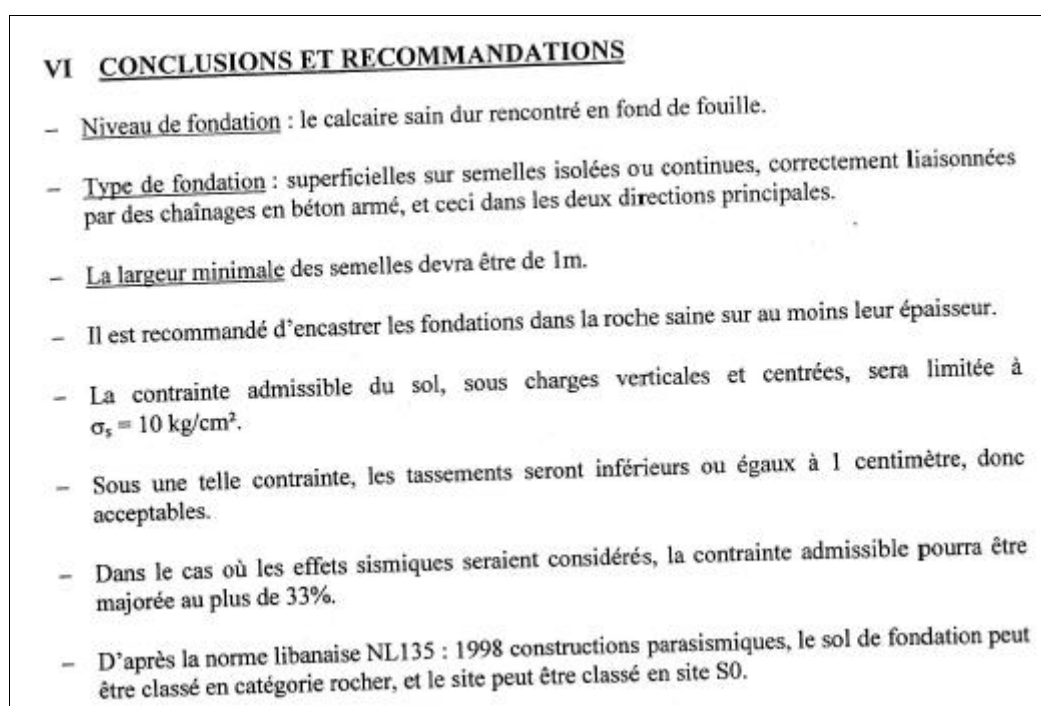 VI CONCLUSIONS ET RECOMMANDATIONS
– Niveau de fondation : le calcaire sain dur rencontré en fond de fouille.
– Type de fondation : superficielles sur semelles isolées ou continues, correctement liaisonnées
par des chaînages en béton armé, et ceci dans les deux directions principales.
– La largeur minimale des semelles devra être de 1m.
– Il est recommandé d'encastrer les fondations dans la roche saine sur au moins leur épaisseur.
– La contrainte admissible du sol, sous charges verticales et centrées, sera limitée à
σs = 10 kg/cm².
– Sous une telle contrainte, les tassements seront inférieurs ou égaux à 1 centimètre, donc
acceptables.
– Dans le cas où les effets sismiques seraient considérés, la contrainte admissible pourra être
majorée au plus de 33%.
– D'après la norme libanaise NL135 : 1998 constructions parasismiques, le sol de fondation peut
être classé en catégorie rocher, et le site peut être classé en site S0.